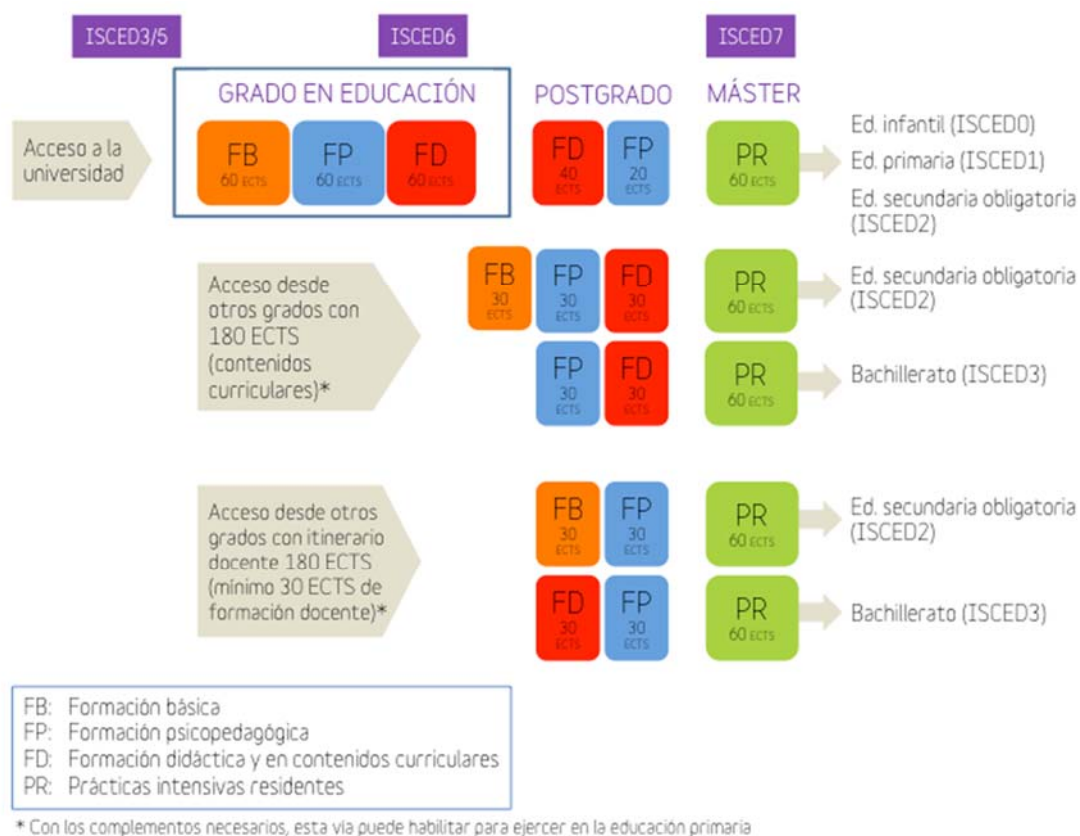 ISCED3/5
ISCED6
ISCED7
GRADO EN EDUCACIÓN
POSTGRADO
MÁSTER
Acceso a la
universidad
FB
60 ECTS
FP
60 ECTS
FD
60 ECTS
FD
40
ECTS
FP
20
ECTS
PR
60 ECTS
Ed. infantil (ISCED0)
Ed. primaria (ISCED1)
Ed. secundaria obligatoria
(ISCED2)
Acceso desde
otros grados con
180 ECTS
(contenidos
curriculares)*
FB
30
ECTS
FP
30
ECTS
FD
30
ECTS
PR
60 ECTS
Ed. secundaria obligatoria
(ISCED2)
FP
30
ECTS
FD
30
ECTS
PR
60 ECTS
Bachillerato (ISCED3)
Acceso desde otros
grados con itinerario
docente 180 ECTS
(mínimo 30 ECTS de
formación docente)*
FB
30
ECTS
FP
30
ECTS
PR
60 ECTS
Ed. secundaria obligatoria
(ISCED2)
FD
30
ECTS
FP
30
ECTS
PR
60 ECTS
Bachillerato (ISCED3)
FB: Formación básica
FP: Formación psicopedagógica
FD: Formación didáctica y en contenidos curriculares
PR: Prácticas intensivas residentes
* Con los complementos necesarios, esta vía puede habilitar para ejercer en la educación primaria